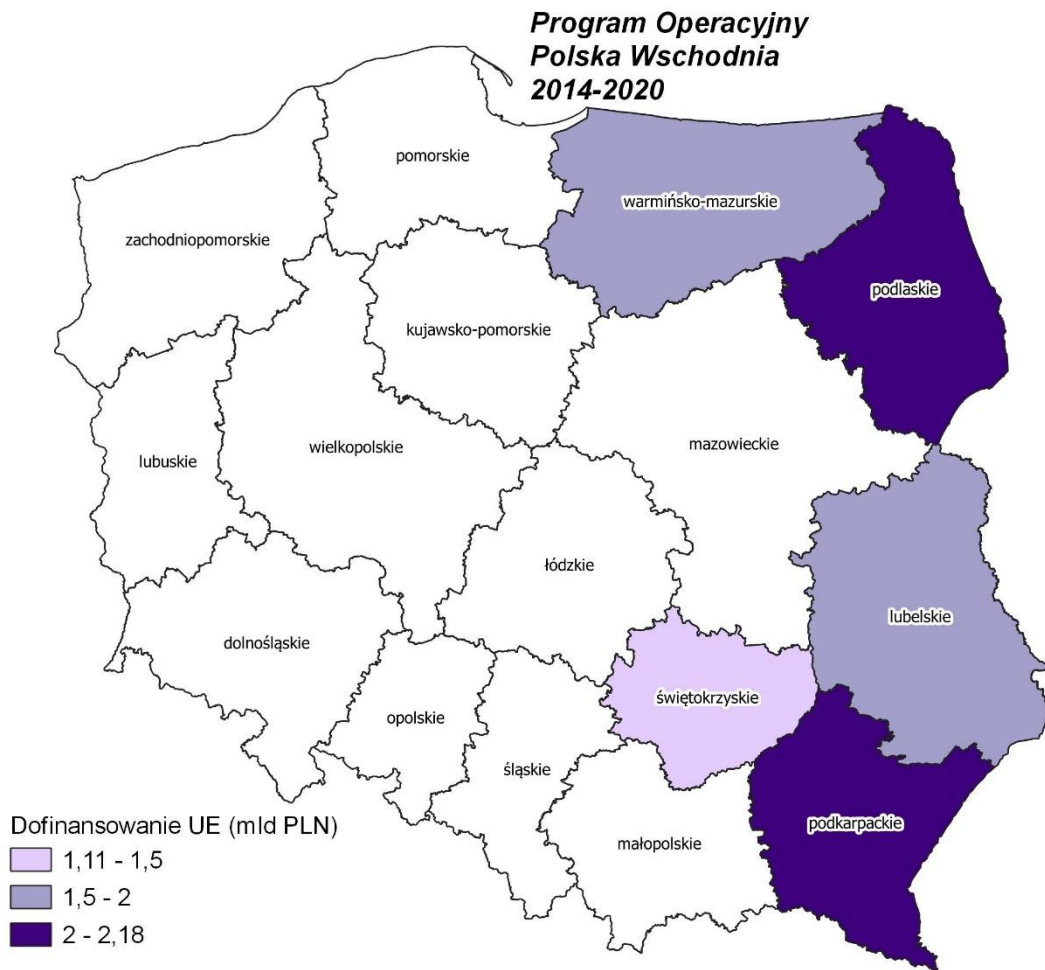 Program Operacyjny
Polska Wschodnia
2014-2020
pomorskie
warmińsko-mazurskie
zachodniopomorskie
podlaskie
kujawsko-pomorskie
mazowieckie
wielkopolskie
lubuskie
łódzkie
lubelskie
dolnośląskie
świętokrzyskie
opolskie
śląskie
podkarpackie
małopolskie
Dofinansowanie UE (mld PLN)
1,11 - 1,5
1,5 - 2
2 - 2,18